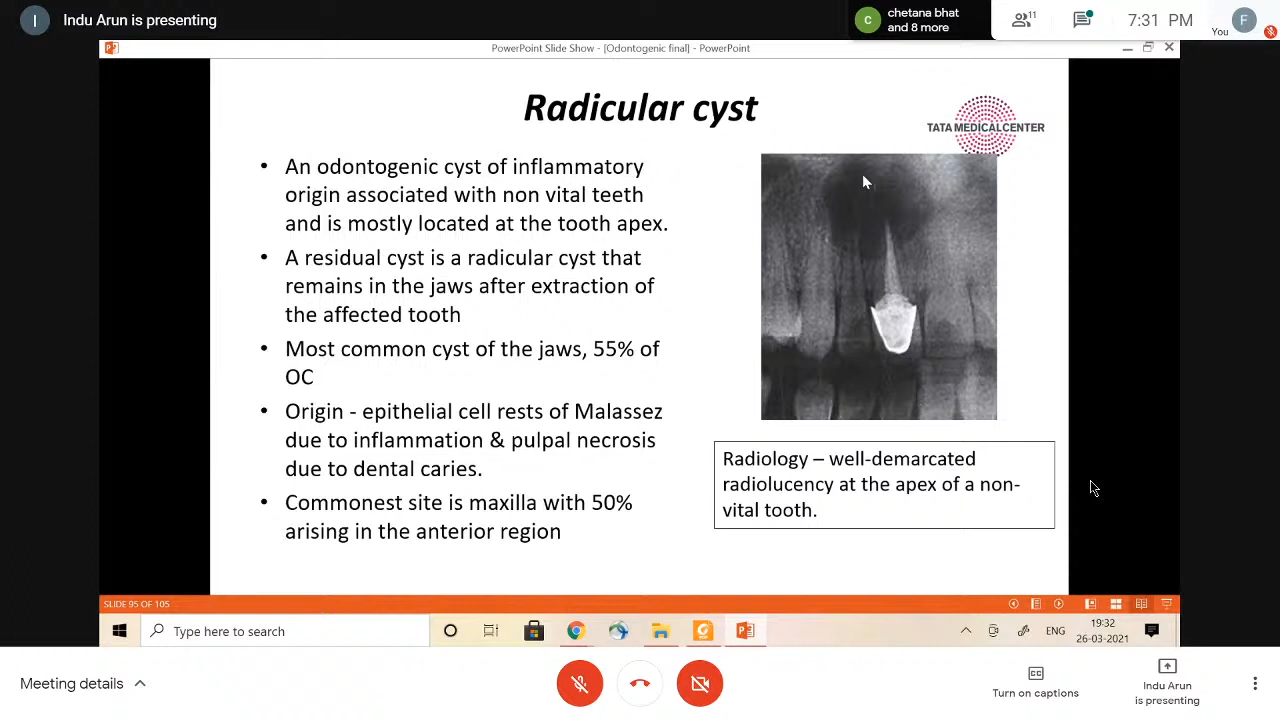 I
Indu Arun is presenting
c
chetana bhat
and 8 more
11
7:31 PM
You
F
PowerPoint Slide Show - [Odontogenic final] - PowerPoint
Radicular cyst
TATA MEDICAL CENTER
• An odontogenic cyst of inflammatory
origin associated with non vital teeth
and is mostly located at the tooth apex.
• A residual cyst is a radicular cyst that
remains in the jaws after extraction of
the affected tooth
• Most common cyst of the jaws, 55% of
OC
• Origin - epithelial cell rests of Malassez
due to inflammation & pulpal necrosis
due to dental caries.
• Commonest site is maxilla with 50%
arising in the anterior region
Radiology – well-demarcated
radiolucency at the apex of a non-
vital tooth.
SLIDE 95 OF 105
Type here to search
ENG
19:32
26-03-2021
Meeting details
CC
Turn on captions
Indu Arun
is presenting